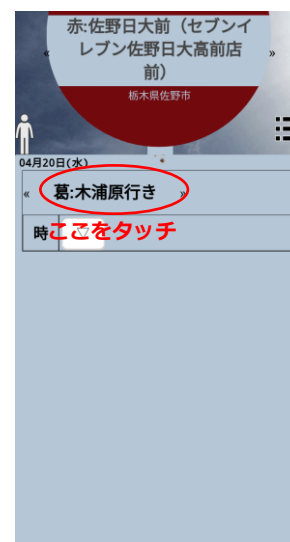 赤:佐野日大前（セブンイ
« レブン佐野日大高前店 »
前）
栃木県佐野市
04月20日(水)
« 葛:木浦原行き »
時 ここをタッチ